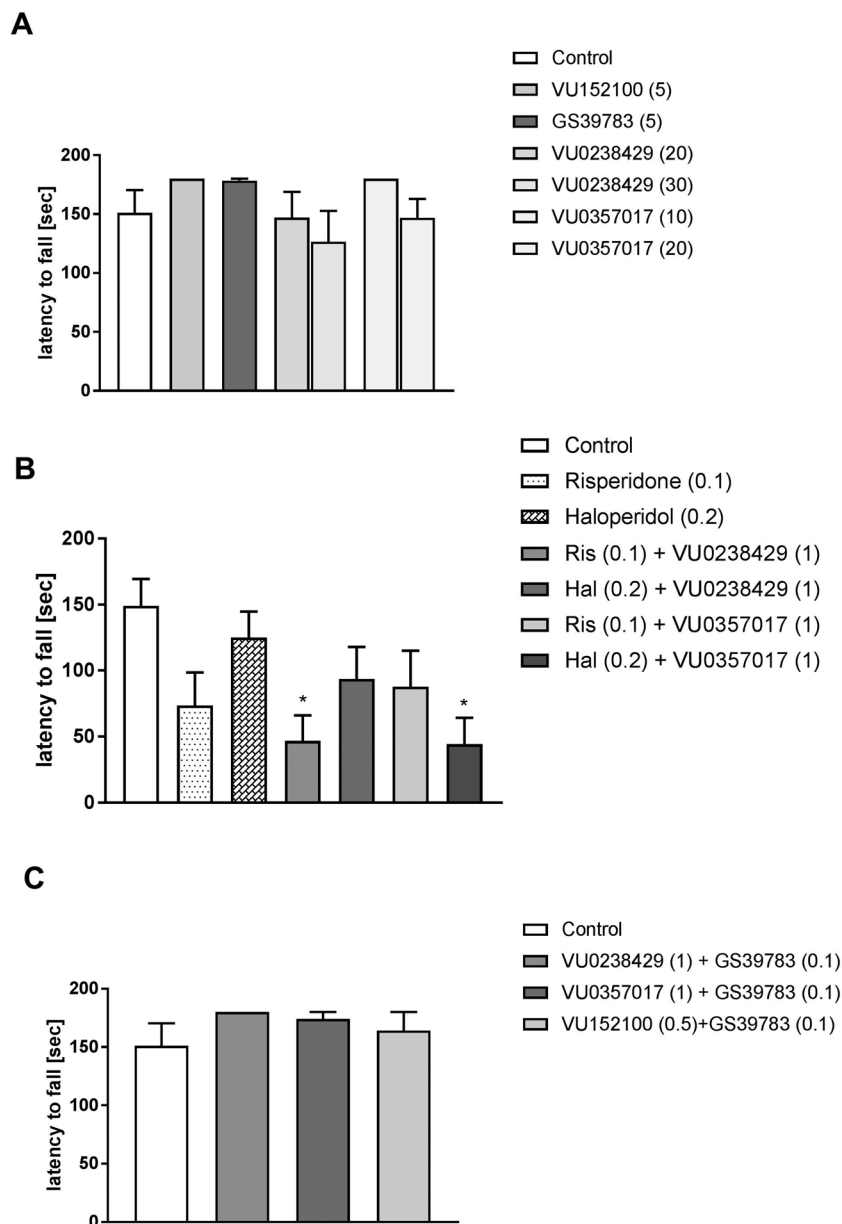 A
Control
VU152100 (5)
GS39783 (5)
VU0238429 (20)
VU0238429 (30)
VU0357017 (10)
VU0357017 (20)
latency to fall [sec]
200
150
100
50
0
B
Control
Risperidone (0.1)
Haloperidol (0.2)
Ris (0.1) + VU0238429 (1)
Hal (0.2) + VU0238429 (1)
Ris (0.1) + VU0357017 (1)
Hal (0.2) + VU0357017 (1)
latency to fall [sec]
200
150
100
50
0
*
*
C
Control
VU0238429 (1) + GS39783 (0.1)
VU0357017 (1) + GS39783 (0.1)
VU152100 (0.5)+GS39783 (0.1)
latency to fall [sec]
200
150
100
50
0